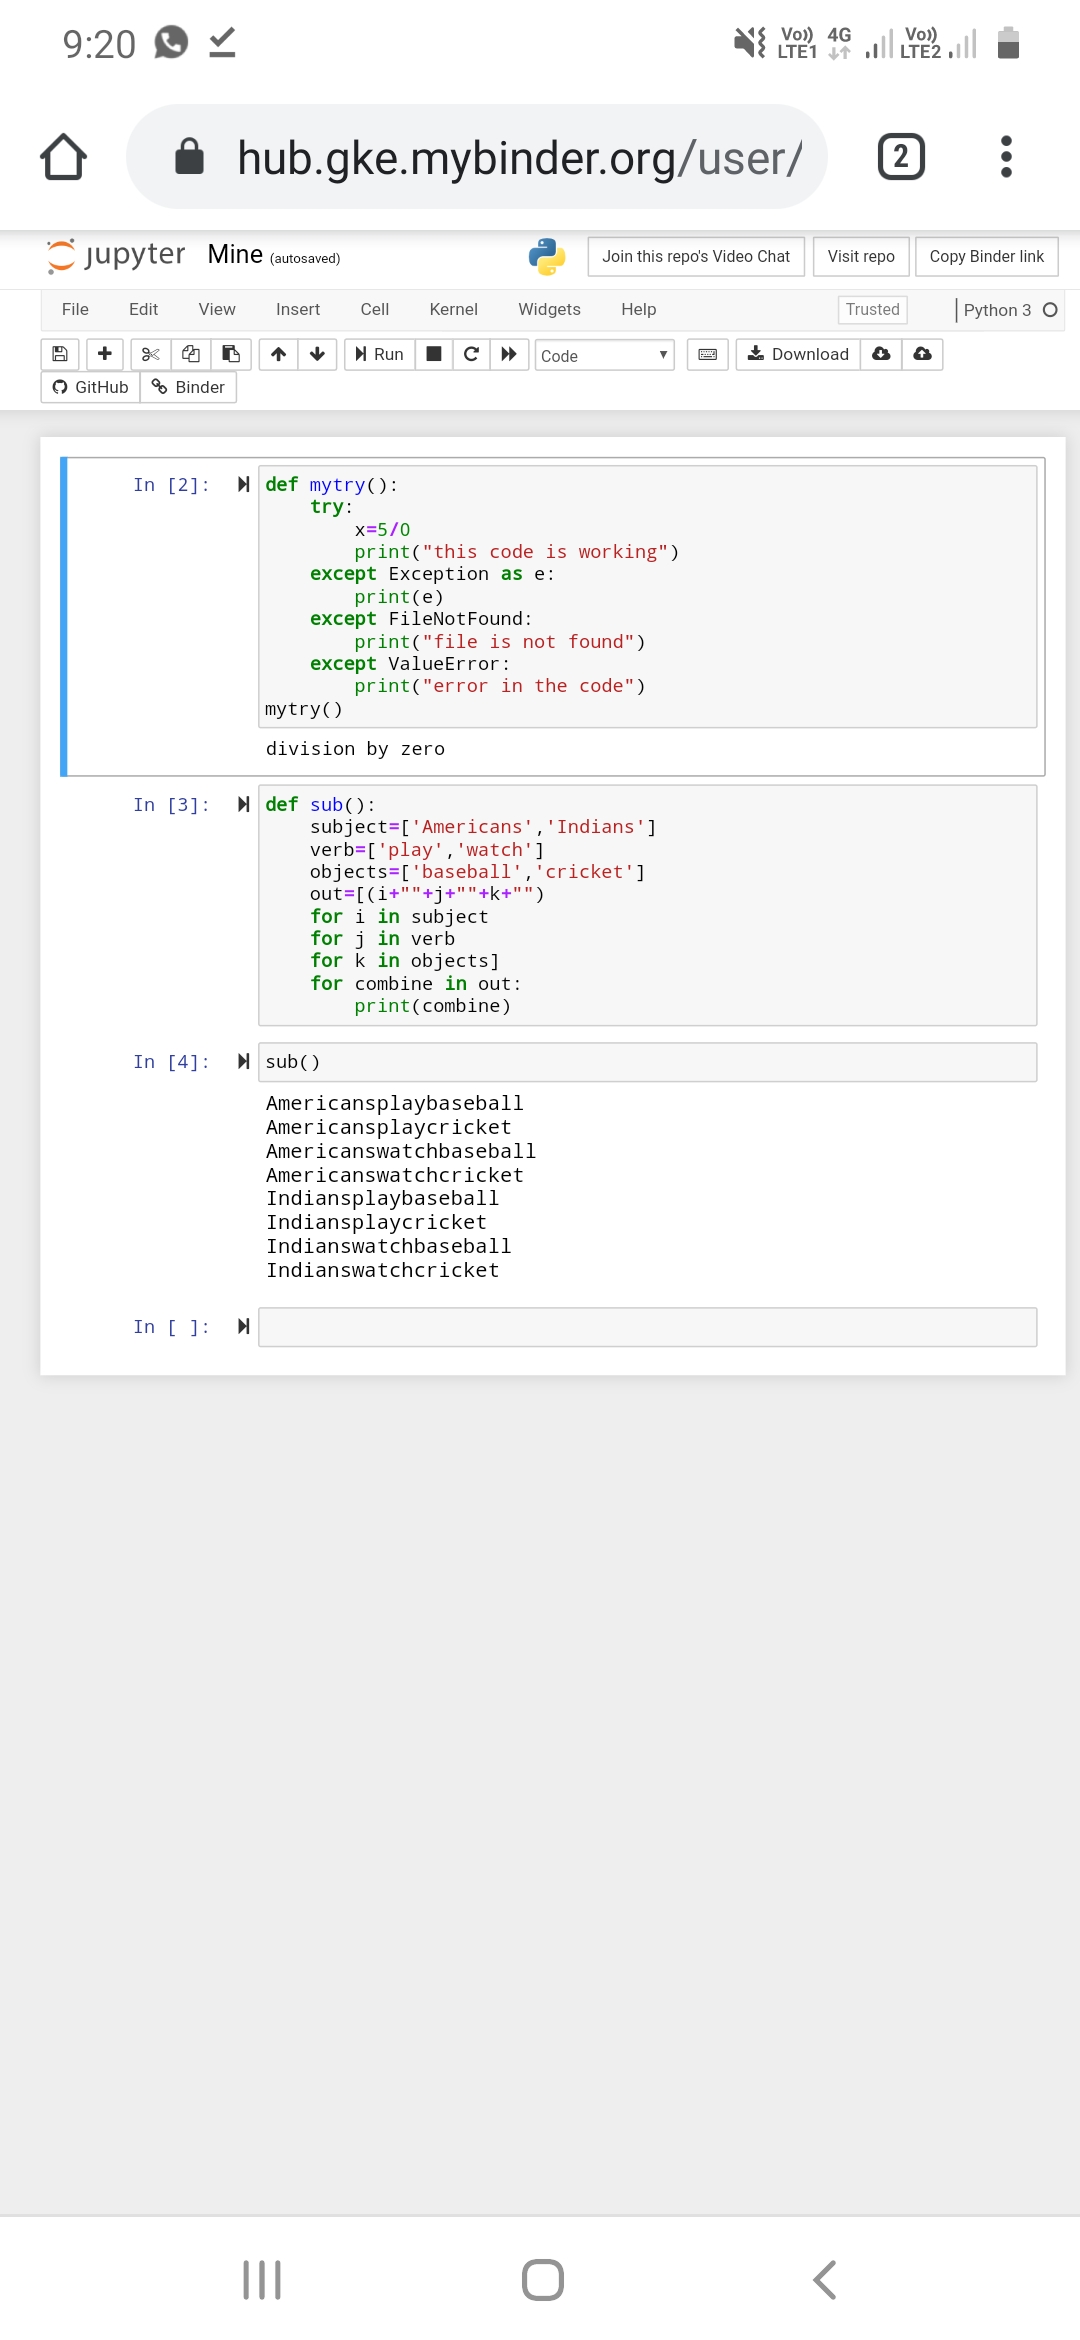 9:20
Vo)) LTE1 4G Vo)) LTE2
hub.gke.mybinder.org/user/
2
jupyter Mine (autosaved)
Join this repo's Video Chat Visit repo Copy Binder link
File Edit View Insert Cell Kernel Widgets Help Trusted Python 3
Run Code Download
GitHub Binder
In [2]: def mytry():
    try:
        x=5/0
        print("this code is working")
    except Exception as e:
        print(e)
    except FileNotFound:
        print("file is not found")
    except ValueError:
        print("error in the code")
mytry()
division by zero
In [3]: def sub():
    subject=['Americans','Indians']
    verb=['play','watch']
    objects=['baseball','cricket']
    out=[(i+""+j+""+k+"")
    for i in subject
    for j in verb
    for k in objects]
    for combine in out:
        print(combine)
In [4]: sub()
Americansplaybaseball
Americansplaycricket
Americanswatchbaseball
Americanswatchcricket
Indiansplaybaseball
Indiansplaycricket
Indianswatchbaseball
Indianswatchcricket
In [ ]: